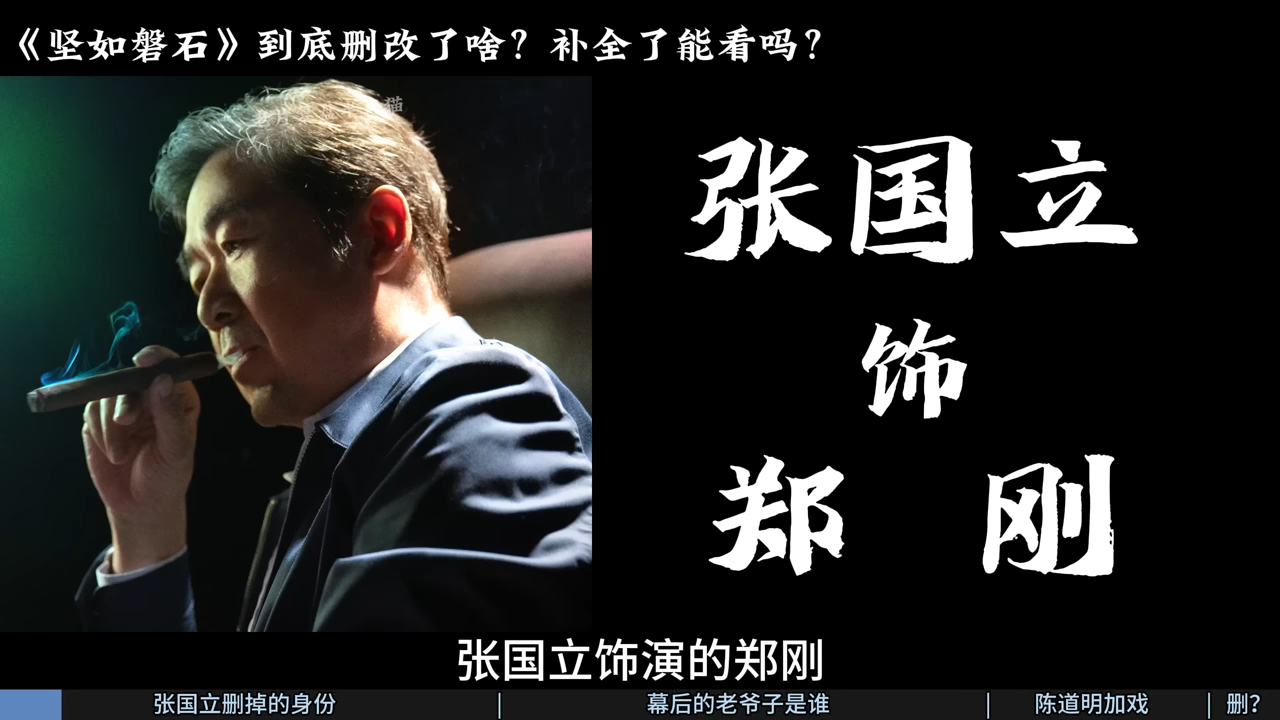 《坚如磐石》到底删改了啥？补全了能看吗？
猫
张国立
饰
郑 刚
张国立饰演的郑刚
张国立删掉的身份 | 幕后的老爷子是谁 | 陈道明加戏 | 删？